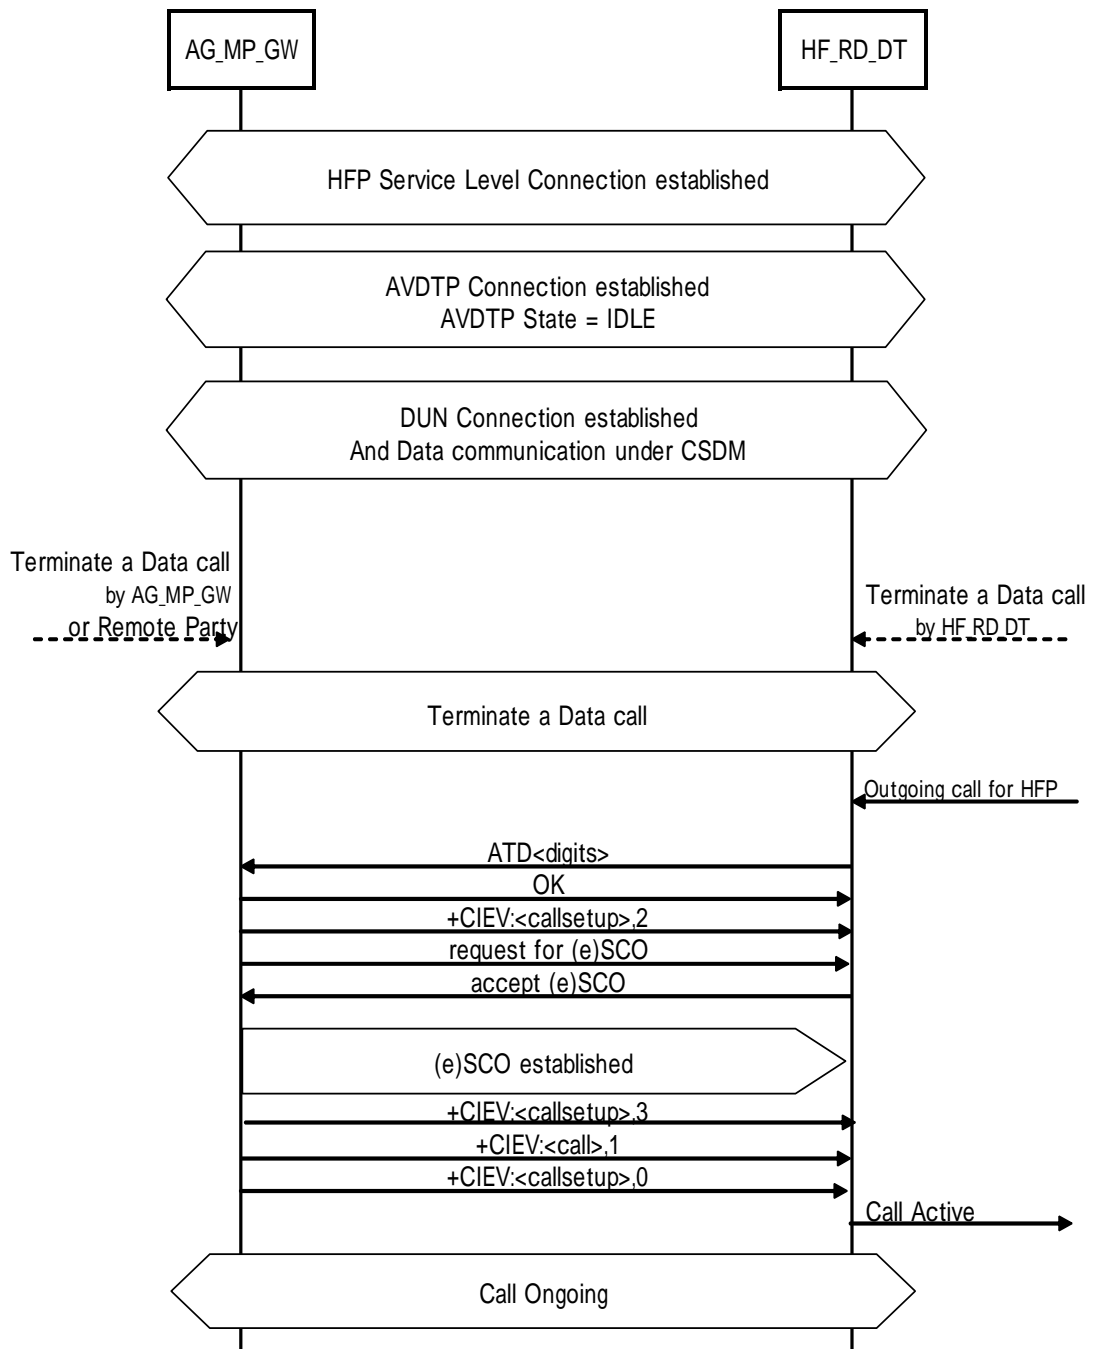 AG_MP_GW
HF_RD_DT
HFP Service Level Connection established
AVDTP Connection established
AVDTP State = IDLE
DUN Connection established
And Data communication under CSDM
Terminate a Data call
by AG_MP_GW
or Remote Party
Terminate a Data call
by HF_RD_DT
Terminate a Data call
Outgoing call for HFP
ATD<digits>
OK
+CIEV:<callsetup>,2
request for (e)SCO
accept (e)SCO
(e)SCO established
+CIEV:<callsetup>,3
+CIEV:<call>,1
+CIEV:<callsetup>,0
Call Active
Call Ongoing